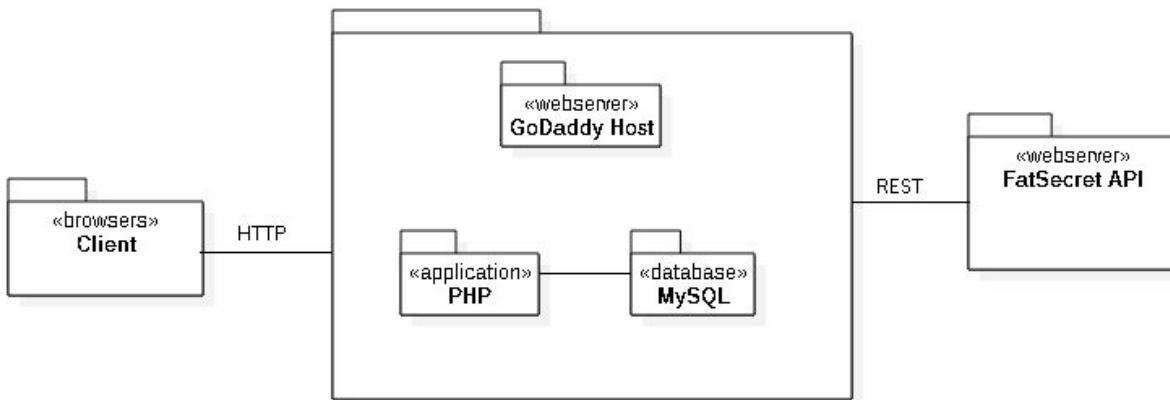 «browsers»
Client
HTTP
«webserver»
GoDaddy Host
«application»
PHP
«database»
MySQL
REST
«webserver»
FatSecret API